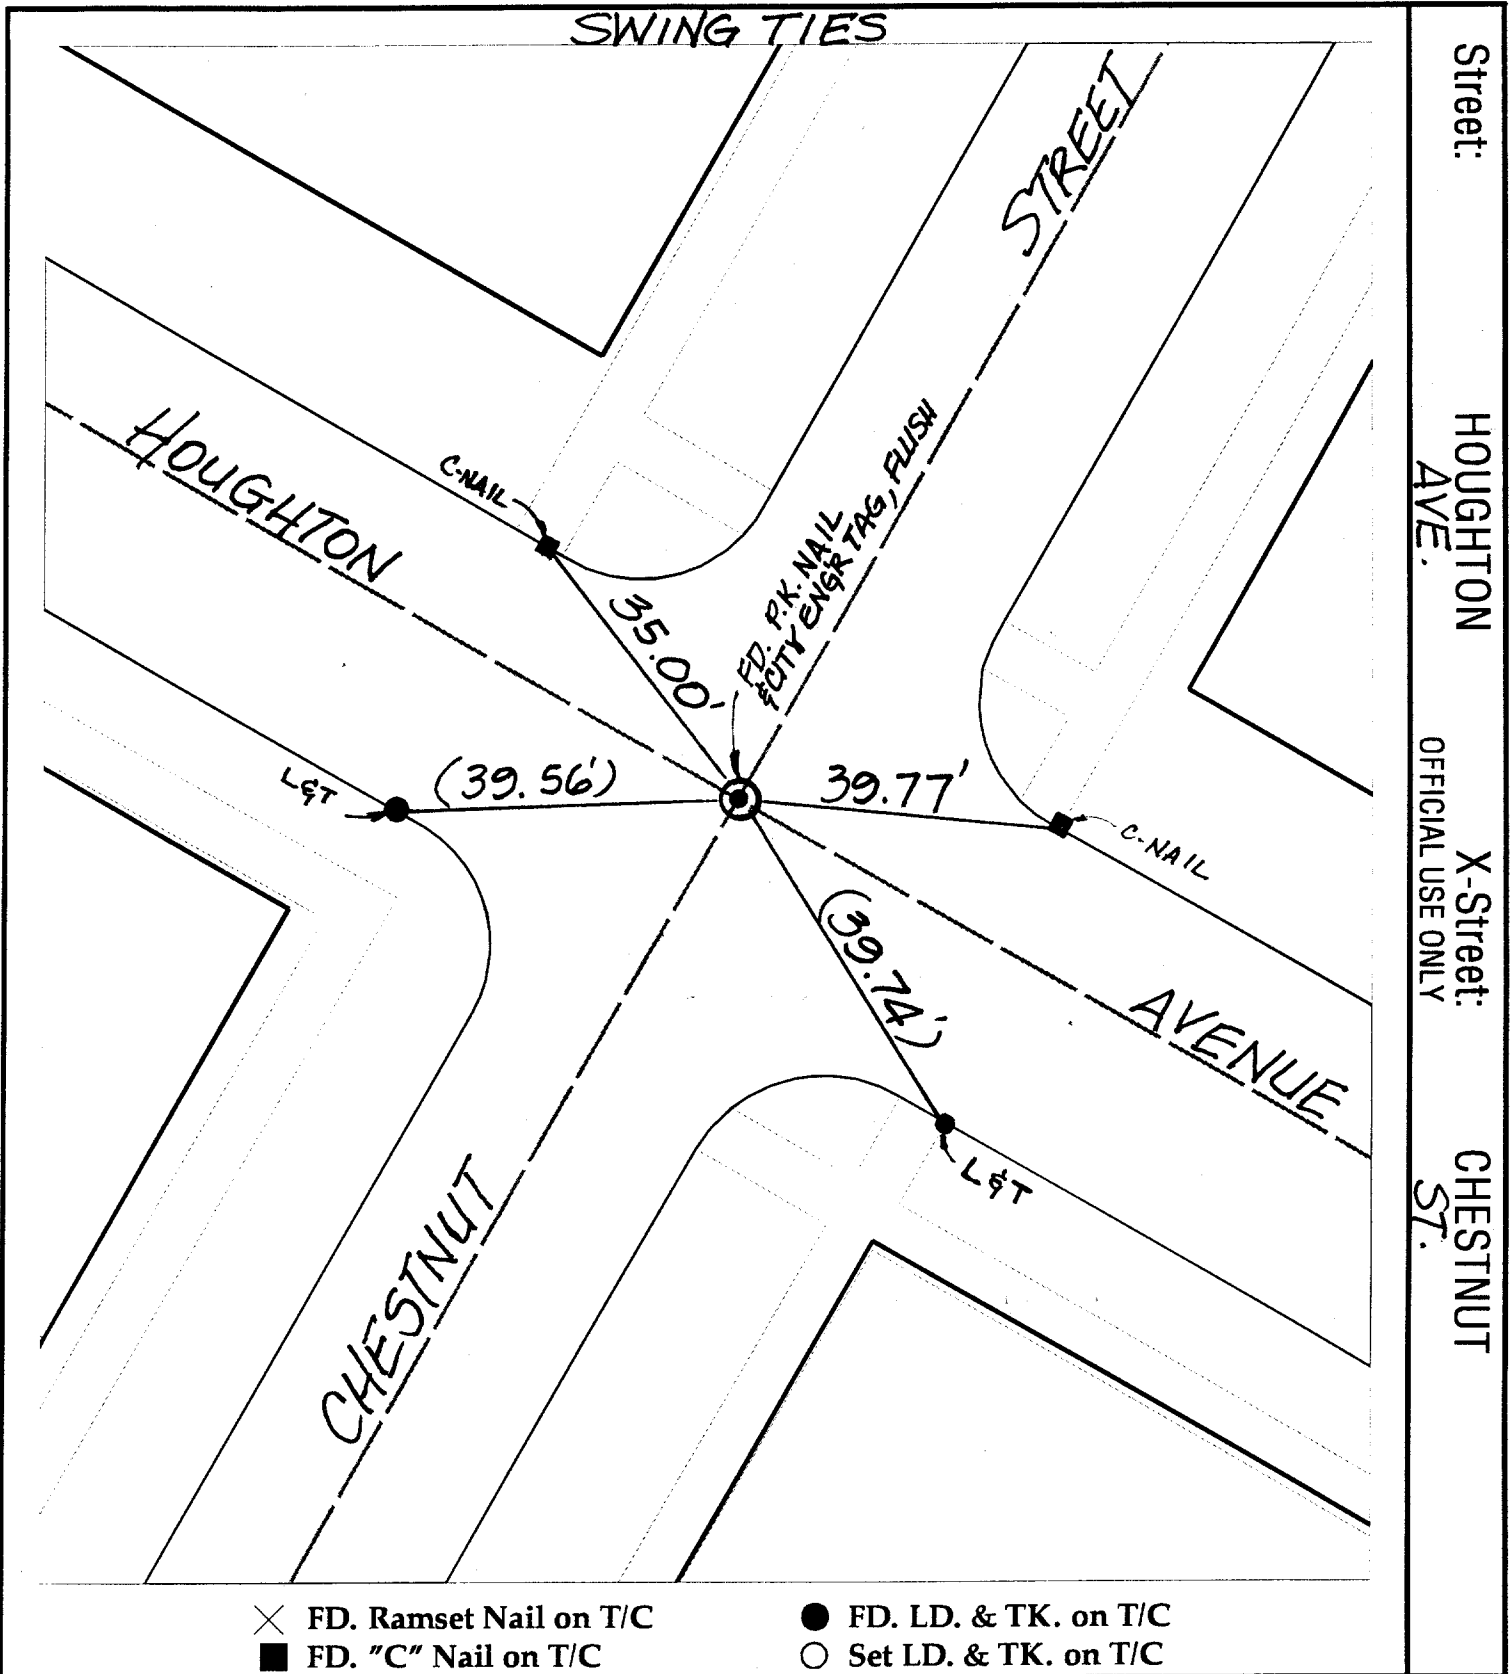 SWING TIES
STREET
HOUGHTON
C-NAIL
FD. P.K. NAIL
& CITY ENGR TAG, FLUSH
35.00'
L&T
(39.56')
39.77'
C-NAIL
(39.74')
AVENUE
L&T
CHESTNUT
FD. Ramset Nail on T/C
FD. "C" Nail on T/C
FD. LD. & TK. on T/C
Set LD. & TK. on T/C
Street: HOUGHTON X-Street: CHESTNUT
AVE. OFFICIAL USE ONLY ST.